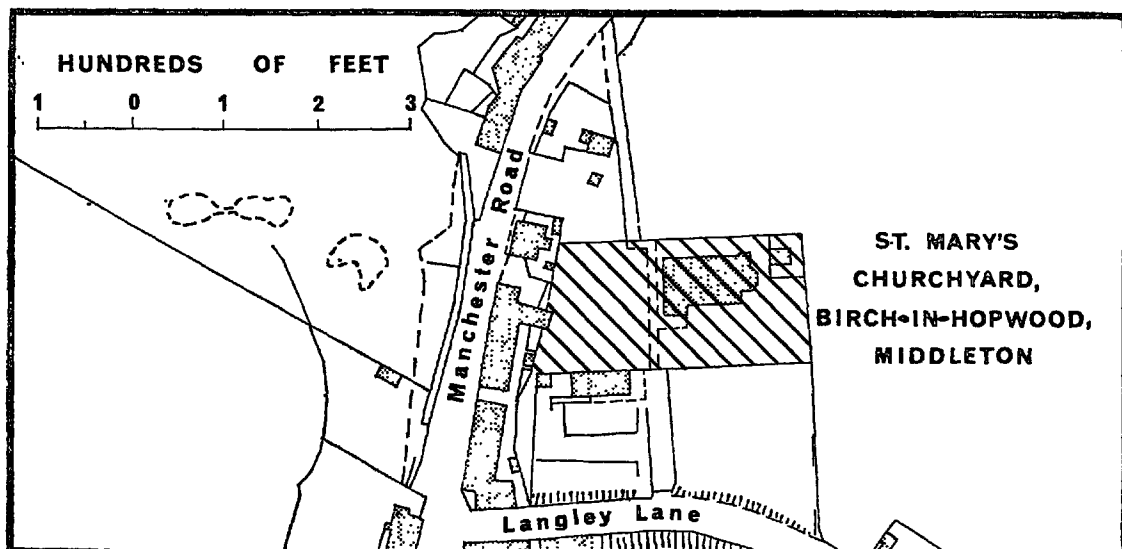 HUNDREDS OF FEET
1 0 1 2 3
Manchester Road
ST. MARY'S
CHURCHYARD,
BIRCH-IN-HOPWOOD,
MIDDLETON
Langley Lane